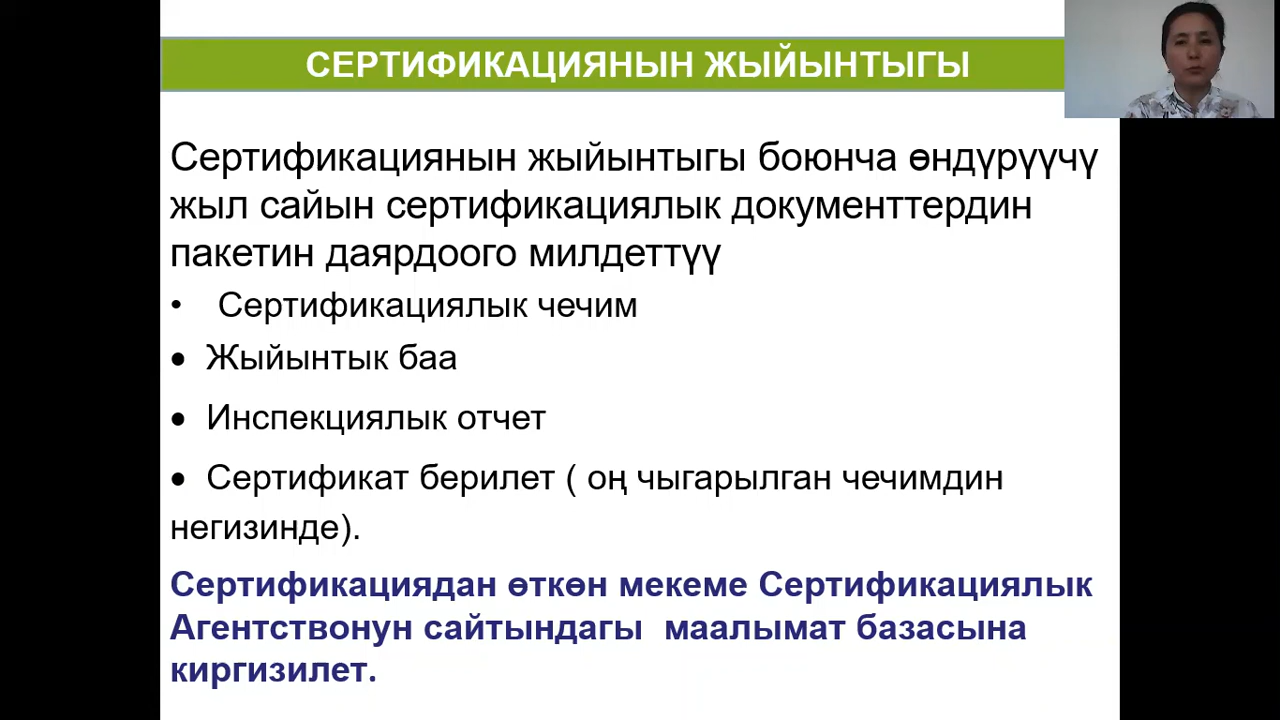 СЕРТИФИКАЦИЯНЫН ЖЫЙЫНТЫГЫ
Сертификациянын жыйынтыгы боюнча өндүрүүчү
жыл сайын сертификациялык документтердин
пакетин даярдоого милдеттүү
• Сертификациялык чечим
• Жыйынтык баа
• Инспекциялык отчет
• Сертификат берилет ( оң чыгарылган чечимдин
негизинде).
Сертификациядан өткөн мекеме Сертификациялык
Агентствонун сайтындагы маалымат базасына
киргизилет.